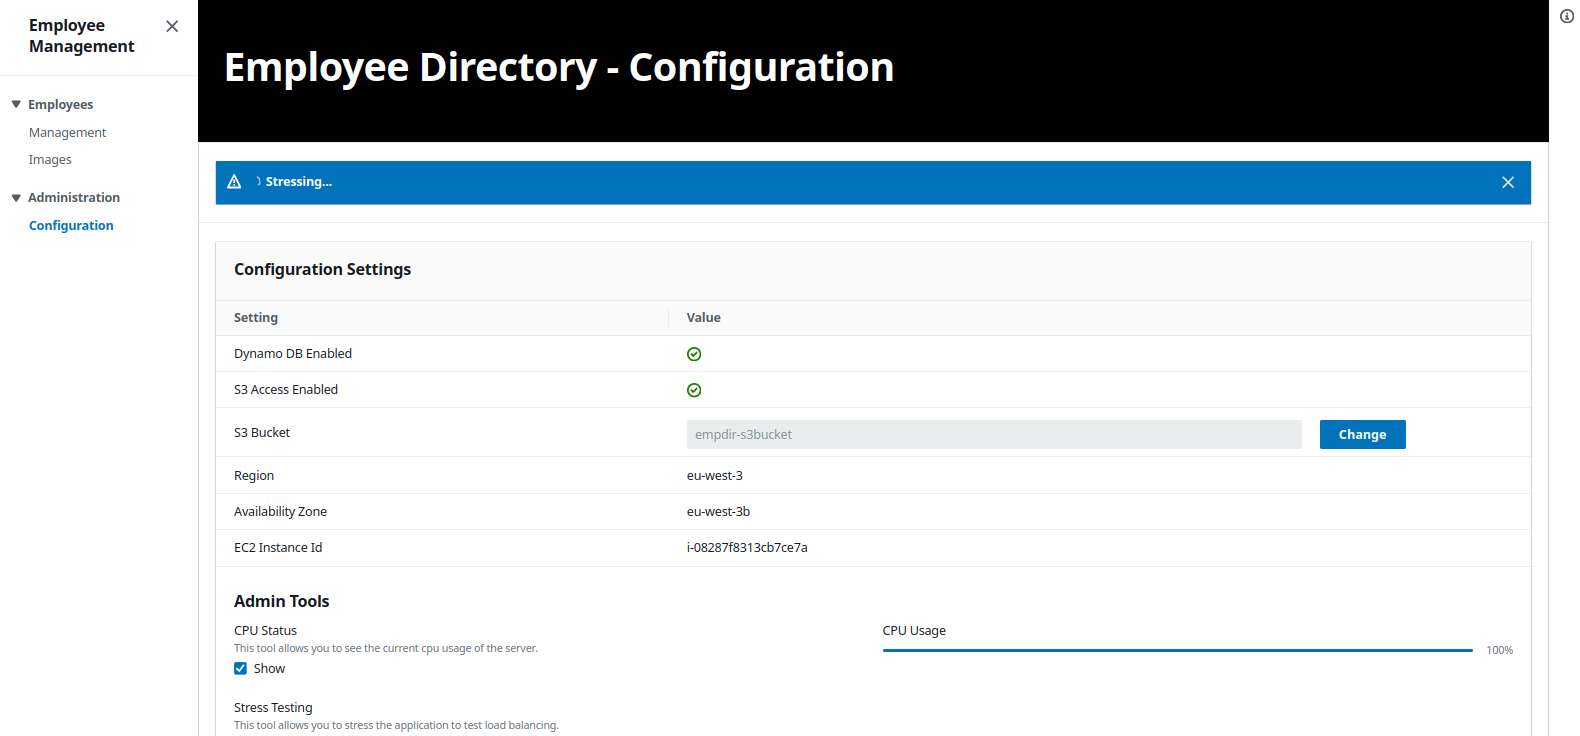 Employee
Management
Employees
Management
Images
Administration
Configuration
Employee Directory - Configuration
Stressing...
Configuration Settings
Setting Value
Dynamo DB Enabled
S3 Access Enabled
S3 Bucket empdir-s3bucket Change
Region eu-west-3
Availability Zone eu-west-3b
EC2 Instance Id i-08287f8313cb7ce7a
Admin Tools
CPU Status
This tool allows you to see the current cpu usage of the server.
Show
CPU Usage
100%
Stress Testing
This tool allows you to stress the application to test load balancing.